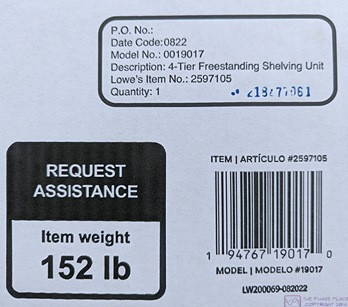 P.O. No.:
Date Code:0822
Model No.: 0019017
Description: 4-Tier Freestanding Shelving Unit
Lowe's Item No.: 2597105
Quantity: 1
REQUEST
ASSISTANCE
Item weight
152 lb
ITEM | ARTÍCULO #2597105
1 94767 19017 0
MODEL | MODELO #19017
LW200069-082022